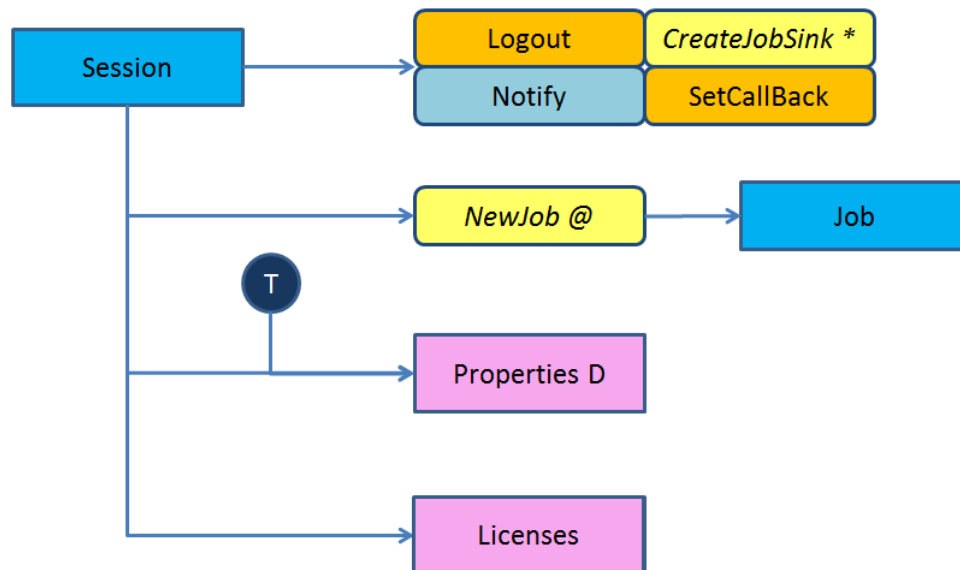 Session
Logout
CreateJobSink *
Notify
SetCallBack
NewJob @
Job
T
Properties D
Licenses